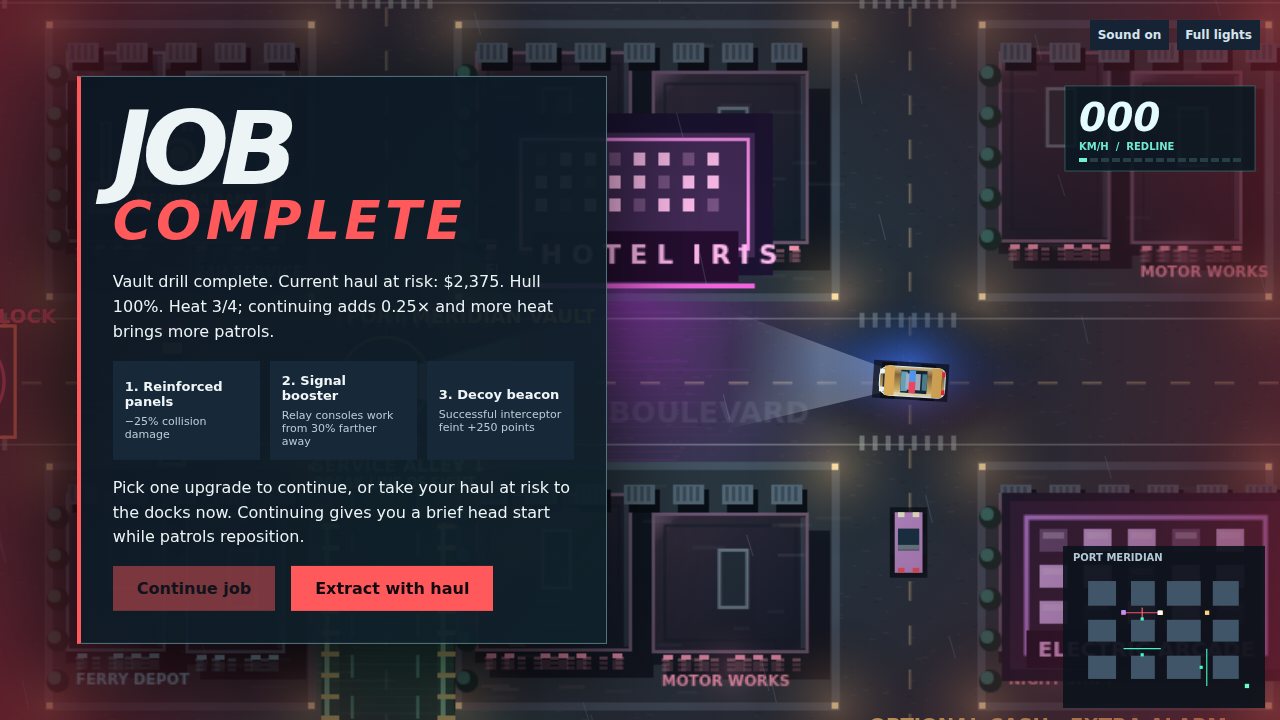 Sound on
Full lights
JOB
COMPLETE
Vault drill complete. Current haul at risk: $2,375. Hull
100%. Heat 3/4; continuing adds 0.25× and more heat
brings more patrols.
1. Reinforced
panels
−25% collision
damage
2. Signal
booster
Relay consoles work
from 30% farther
away
3. Decoy beacon
Successful interceptor
feint +250 points
Pick one upgrade to continue, or take your haul at risk to
the docks now. Continuing gives you a brief head start
while patrols reposition.
Continue job
Extract with haul
000
KM/H / REDLINE
HOTEL IRIS
MOTOR WORKS
LOCK
MERIDIAN VAULT
BOULEVARD
SERVICE ALLEY
PORT MERIDIAN
FERRY DEPOT
MOTOR WORKS